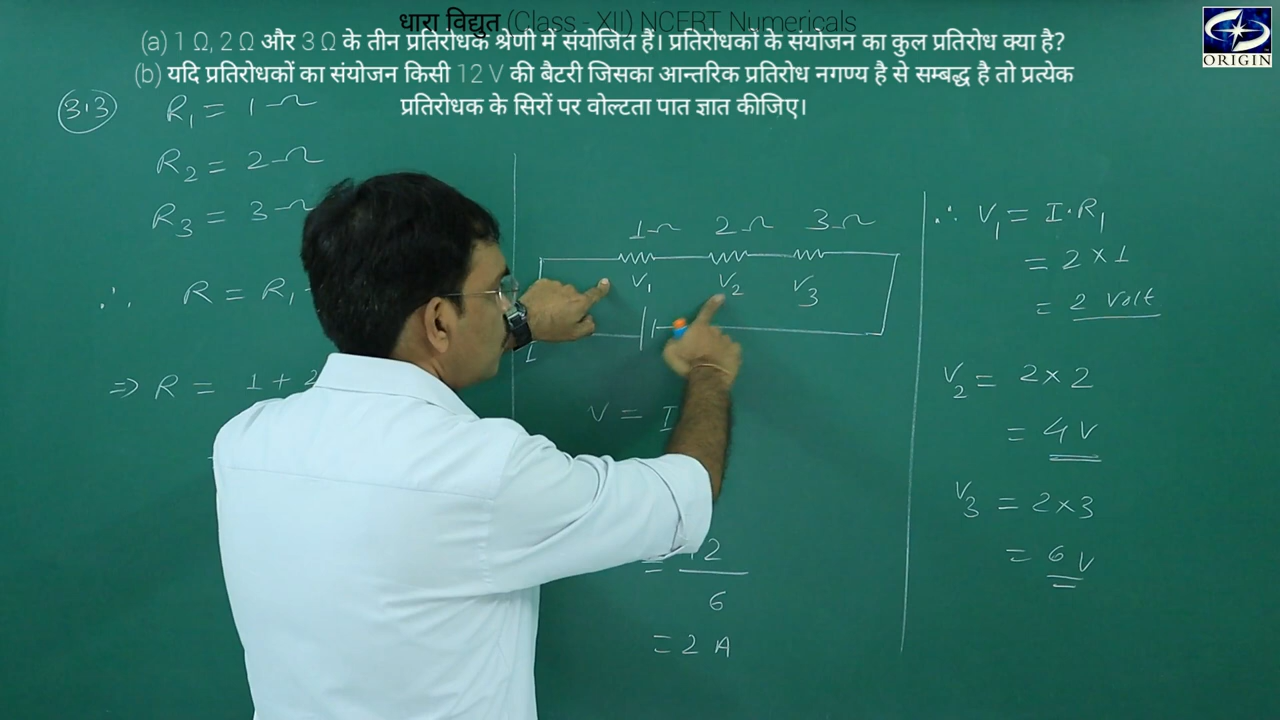 धारा विद्युत (Class - XII) NCERT Numericals
(a) 1 Ω, 2 Ω और 3 Ω के तीन प्रतिरोधक श्रेणी में संयोजित हैं। प्रतिरोधकों के संयोजन का कुल प्रतिरोध क्या है?
(b) यदि प्रतिरोधकों का संयोजन किसी 12 V की बैटरी जिसका आन्तरिक प्रतिरोध नगण्य है से सम्बद्ध है तो प्रत्येक
प्रतिरोधक के सिरों पर वोल्टता पात ज्ञात कीजिए।
ORIGIN
3.3
R₁ = 1 Ω
R₂ = 2 Ω
R₃ = 3 Ω
∴ R = R₁
⇒ R = 1 + 2
1Ω 2Ω 3Ω
V₁ V₂ V₃
I
V = I
= 12
6
= 2 A
∴ V₁ = I·R₁
= 2 × 1
= 2 Volt
V₂ = 2 × 2
= 4 V
V₃ = 2 × 3
= 6 V